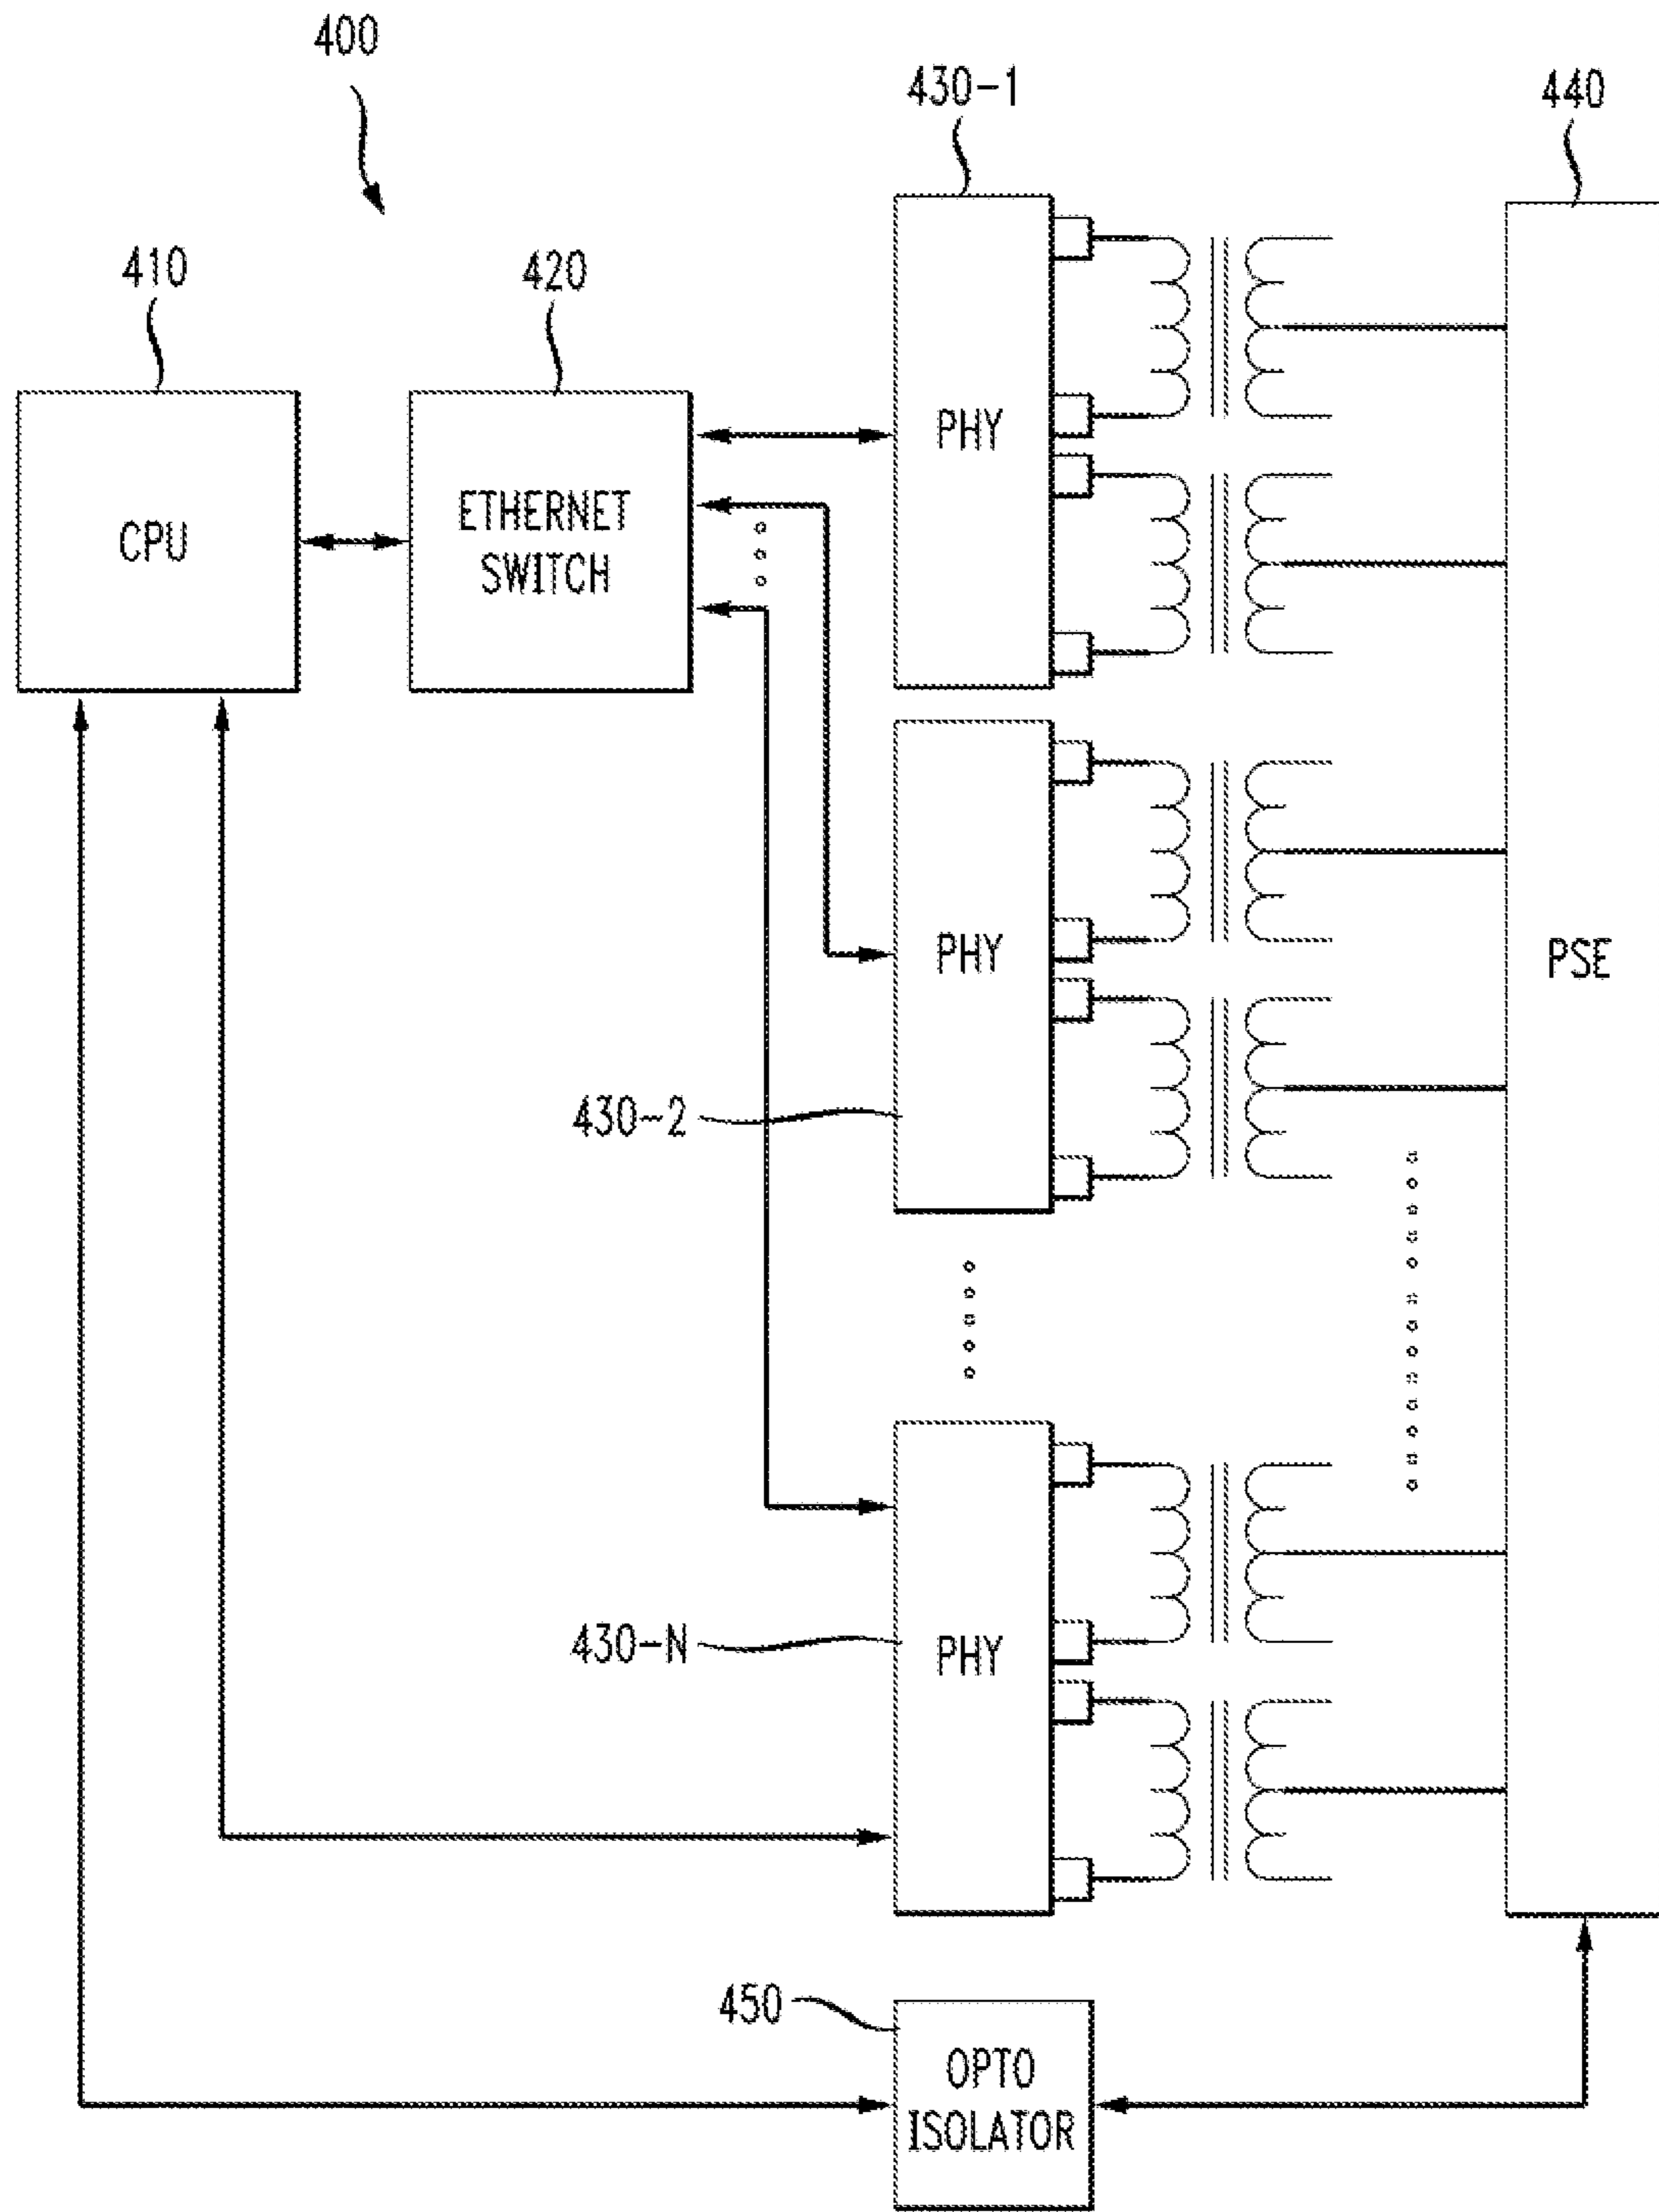 400
430-1
440
410
420
CPU
ETHERNET
SWITCH
PHY
PHY
PSE
430-2
430-N
PHY
450
OPTO
ISOLATOR